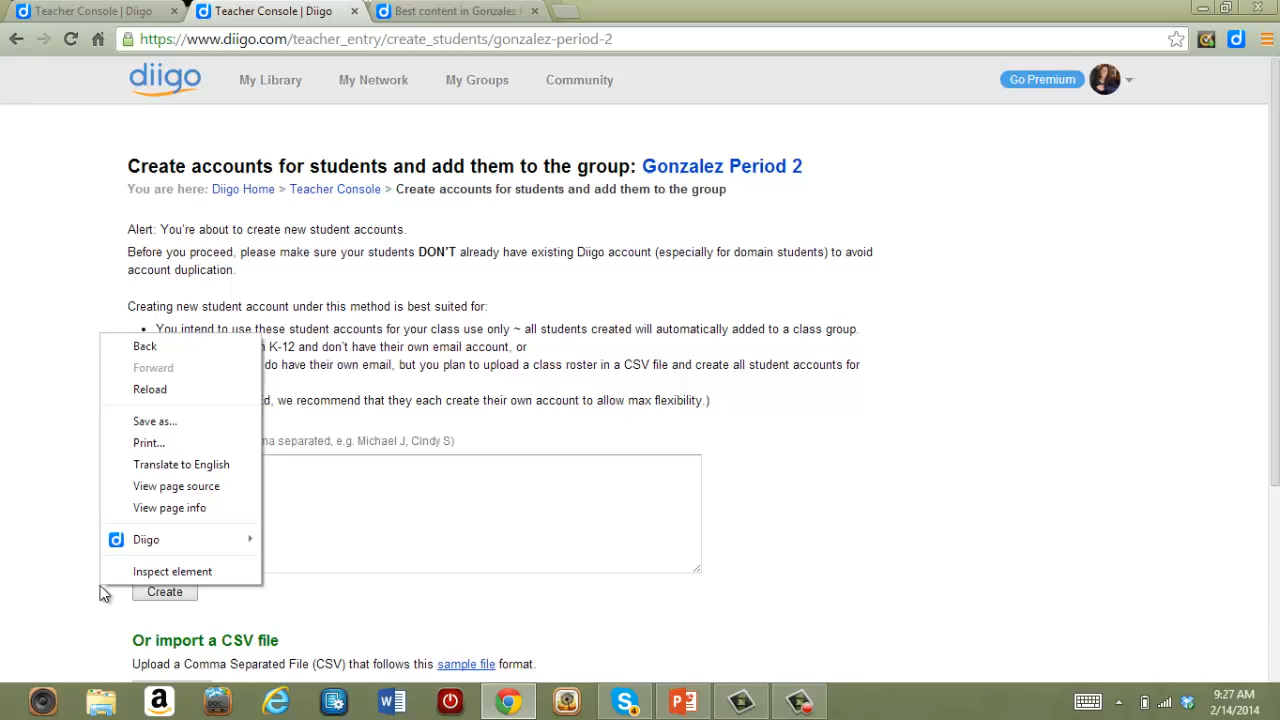 Teacher Console | Diigo
Teacher Console | Diigo
Best content in Gonzalez
https://www.diigo.com/teacher_entry/create_students/gonzalez-period-2
diigo
My Library
My Network
My Groups
Community
Go Premium
Create accounts for students and add them to the group: Gonzalez Period 2
You are here: Diigo Home > Teacher Console > Create accounts for students and add them to the group
Alert: You're about to create new student accounts.
Before you proceed, please make sure your students DON'T already have existing Diigo account (especially for domain students) to avoid
account duplication.
Creating new student account under this method is best suited for:
• You intend to use these student accounts for your class use only ~ all students created will automatically added to a class group.
K-12 and don't have their own email account, or
do have their own email, but you plan to upload a class roster in a CSV file and create all student accounts for
we recommend that they each create their own account to allow max flexibility.)
separated, e.g. Michael J, Cindy S)
Back
Forward
Reload
Save as...
Print...
Translate to English
View page source
View page info
Diigo
Inspect element
Create
Or import a CSV file
Upload a Comma Separated File (CSV) that follows this sample file format.
9:27 AM
2/14/2014